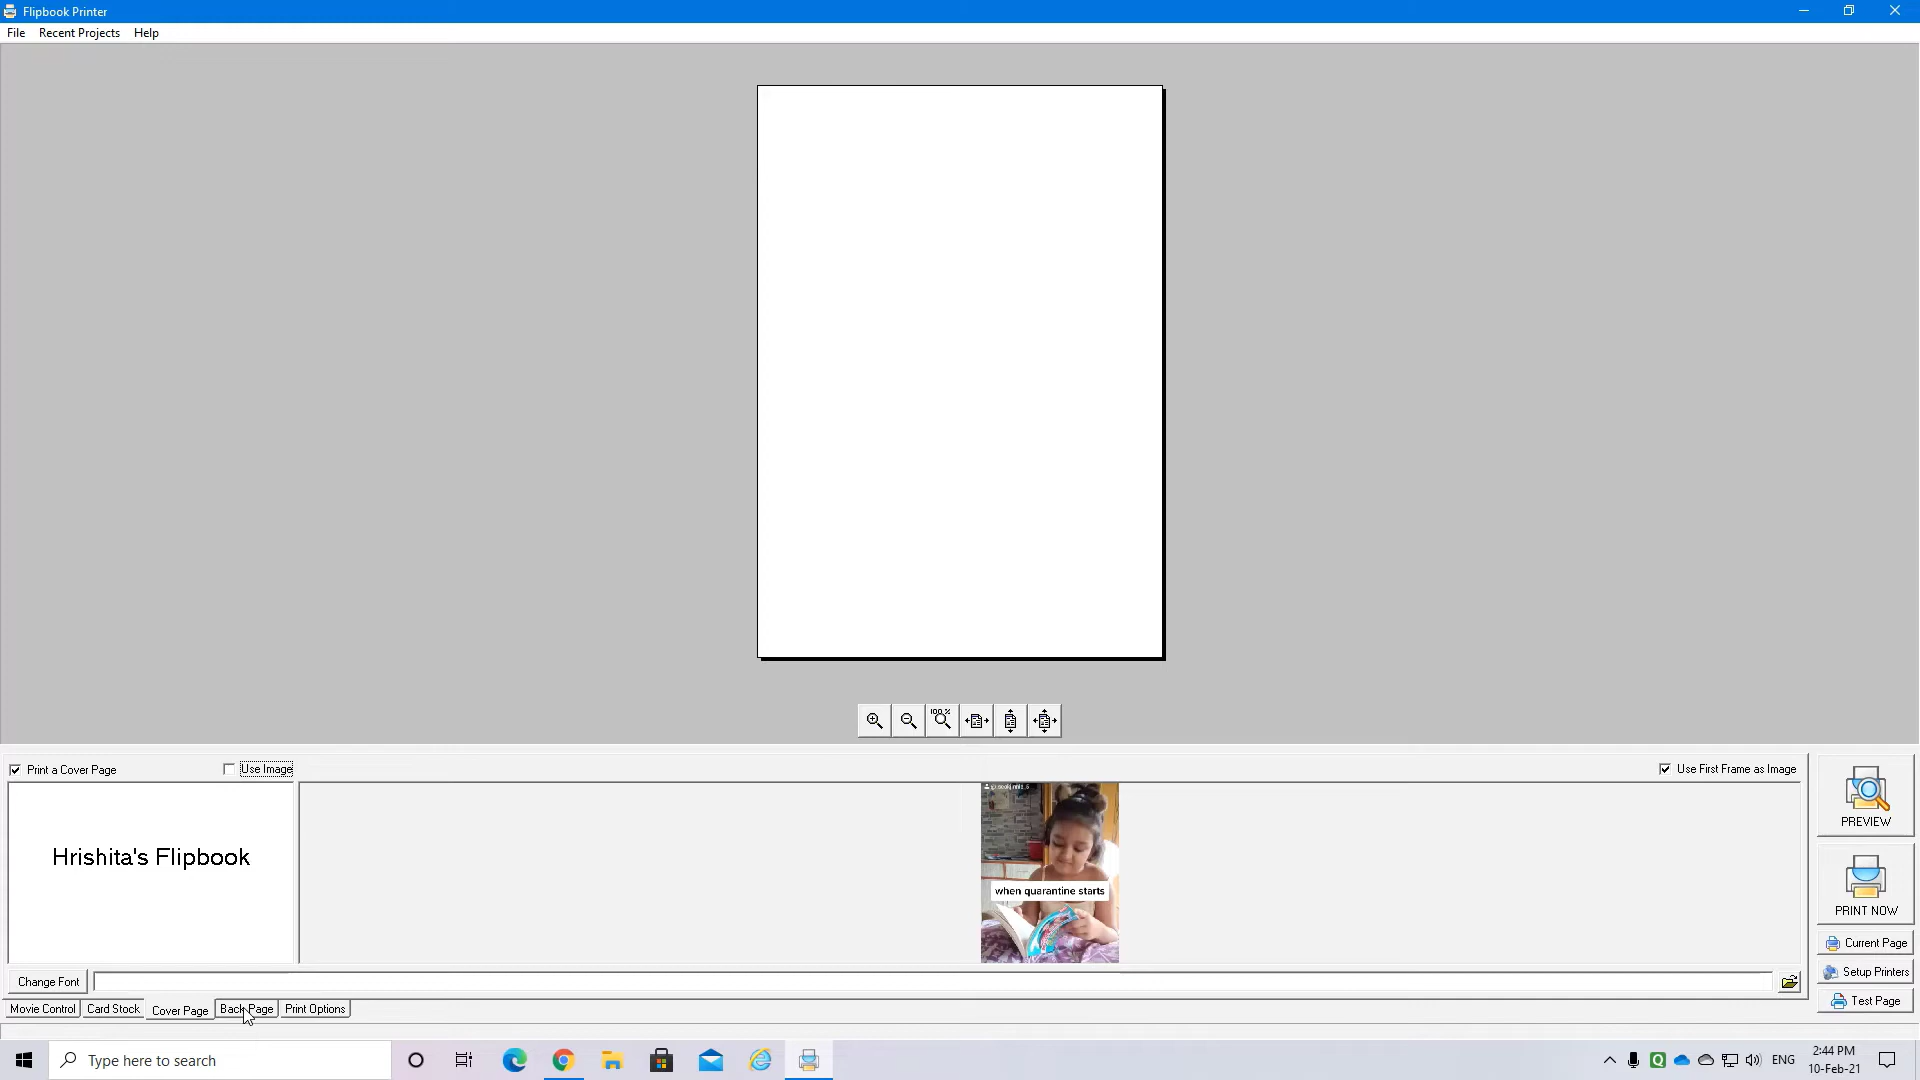 Flipbook Printer
File Recent Projects Help
100 %
Print a Cover Page Use Image Use First Frame as Image
Hrishita's Flipbook
when quarantine starts
PREVIEW
PRINT NOW
Current Page
Setup Printers
Test Page
Change Font
Movie Control Card Stock Cover Page Back Page Print Options
Type here to search
ENG
2:44 PM
10-Feb-21